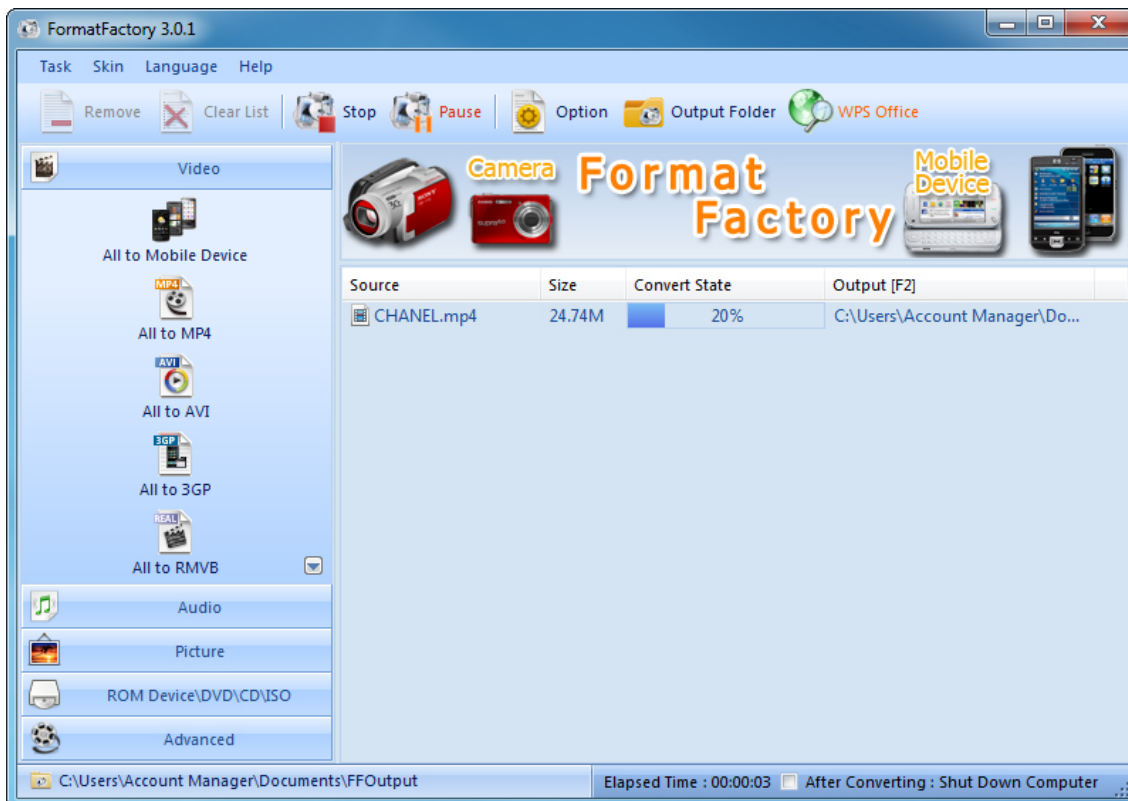 FormatFactory 3.0.1
Task Skin Language Help
Remove Clear List Stop Pause Option Output Folder WPS Office
Video
All to Mobile Device
MP4
All to MP4
AVI
All to AVI
3GP
All to 3GP
REAL
All to RMVB
Audio
Picture
ROM Device\DVD\CD\ISO
Advanced
Camera
Format
Factory
Mobile
Device
SONY
Source Size Convert State Output [F2]
CHANEL.mp4 24.74M 20% C:\Users\Account Manager\Do...
C:\Users\Account Manager\Documents\FFOutput
Elapsed Time : 00:00:03 After Converting : Shut Down Computer